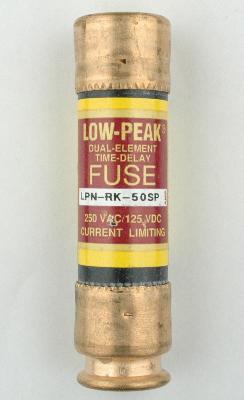 LOW-PEAK®
DUAL-ELEMENT
TIME-DELAY
FUSE
LPN-RK-50SP
250 VAC/125 VDC
CURRENT LIMITING